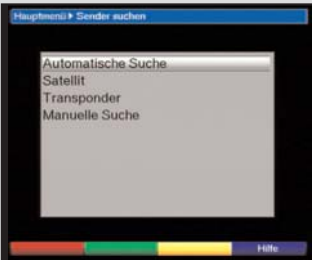 Hauptmenü ▸ Sender suchen
Automatische Suche
Satellit
Transponder
Manuelle Suche
Hilfe